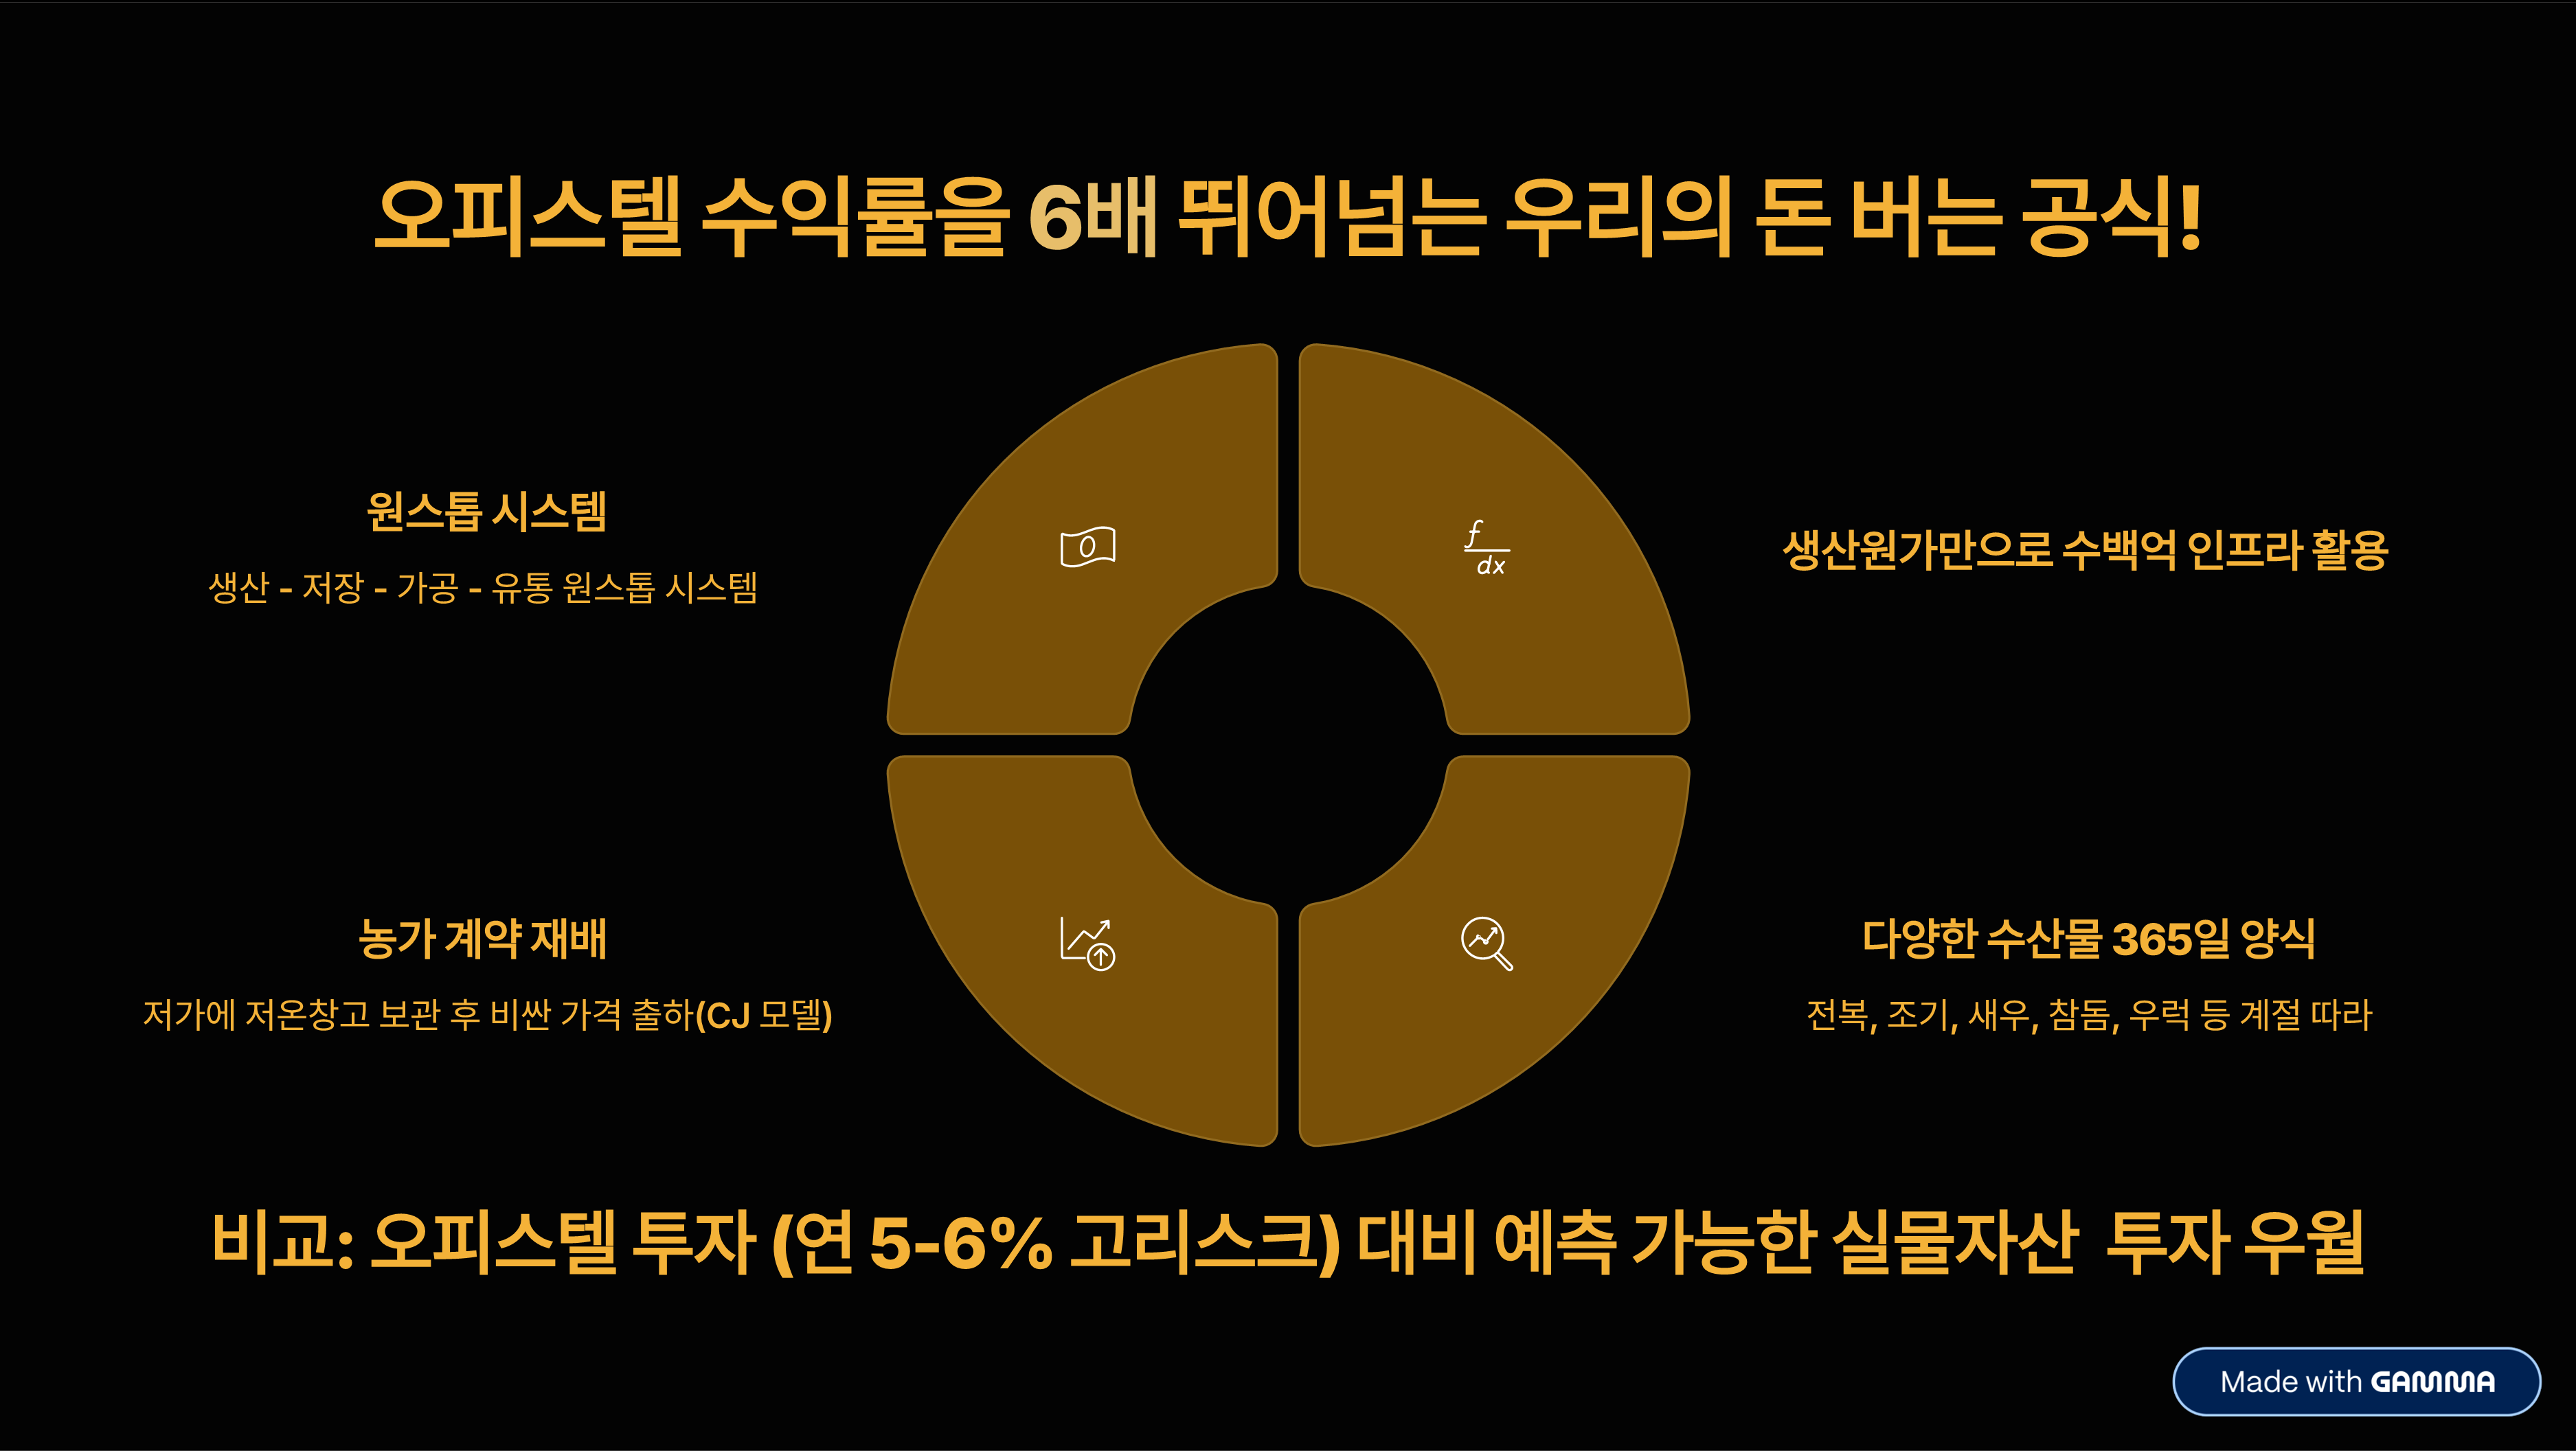 오피스텔 수익률을 6배 뛰어넘는 우리의 돈 버는 공식!
원스톱 시스템
생산 - 저장 - 가공 - 유통 원스톱 시스템
0
f
dx
생산원가만으로 수백억 인프라 활용
농가 계약 재배
저가에 저온창고 보관 후 비싼 가격 출하(CJ 모델)
다양한 수산물 365일 양식
전복, 조기, 새우, 참돔, 우럭 등 계절 따라
비교: 오피스텔 투자 (연 5-6% 고리스크) 대비 예측 가능한 실물자산 투자 우월
Made with GAMMA